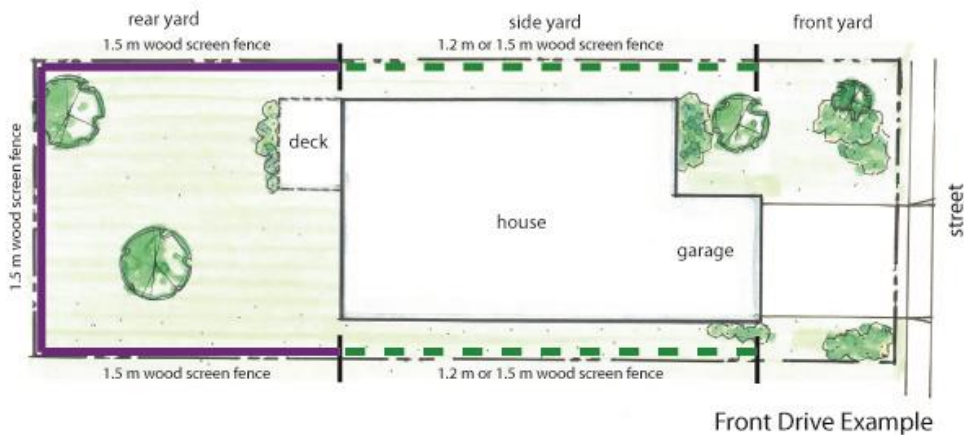 rear yard
side yard
front yard
1.5 m wood screen fence
1.2 m or 1.5 m wood screen fence
1.5 m wood screen fence
deck
house
garage
street
1.5 m wood screen fence
1.2 m or 1.5 m wood screen fence
Front Drive Example